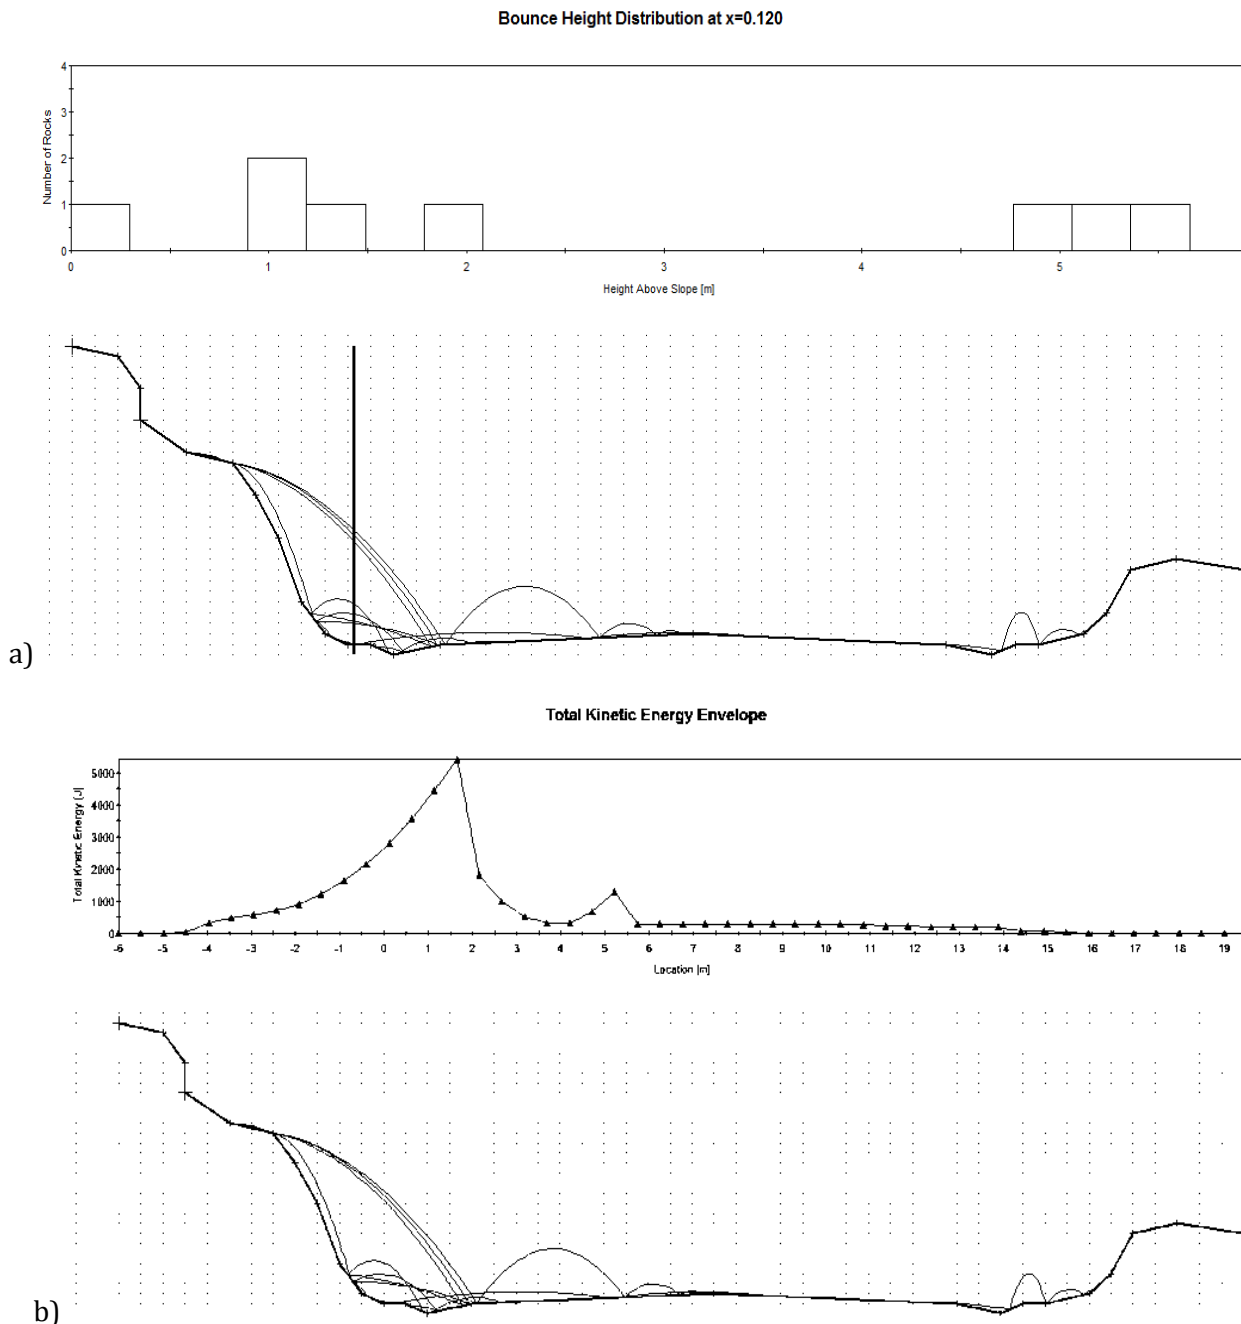 Bounce Height Distribution at x=0.120
4
3
2
1
0
Number of Rocks
0 1 2 3 4 5
Height Above Slope [m]
a)
Total Kinetic Energy Envelope
5000
4000
3000
2000
1000
0
Total Kinetic Energy [J]
-6 -5 -4 -3 -2 -1 0 1 2 3 4 5 6 7 8 9 10 11 12 13 14 15 16 17 18 19
Location [m]
b)